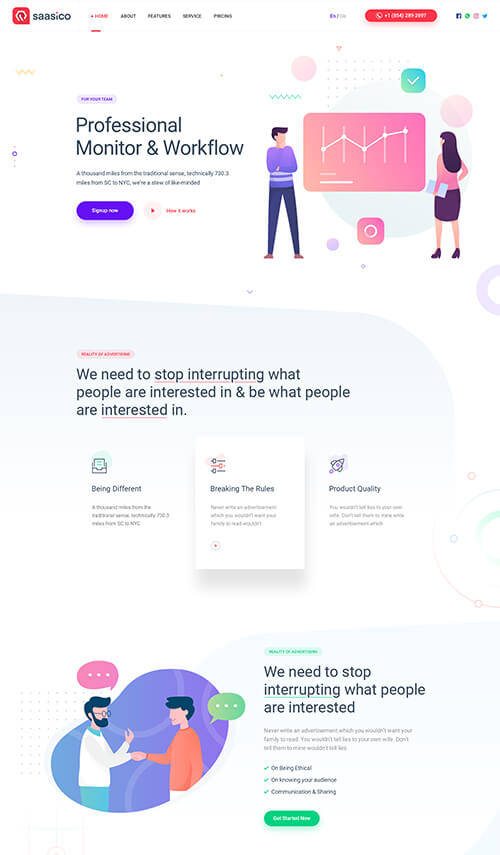 saasico
HOME ABOUT FEATURES SERVICE PRICING
En / De
+1 (854) 289-2697
FOR YOUR TEAM
Professional
Monitor & Workflow
A thousand miles from the traditional sense, technically 730.3
miles from SC to NYC, we're a stew of like-minded
Signup now
How it works
REALITY OF ADVERTISING
We need to stop interrupting what
people are interested in & be what people
are interested in.
Being Different
A thousand miles from the
traditional sense, technically 730.3
miles from SC to NYC
Breaking The Rules
Never write an advertisement
which you wouldn't want your
family to read-wouldn't
Product Quality
You wouldn't tell lies to your own
wife. Don't tell them to mine write
an advertisement which
REALITY OF ADVERTISING
We need to stop
interrupting what people
are interested
Never write an advertisement which you wouldn't want your
family to read. You wouldn't tell lies to your own wife. Don't
tell them to mine wouldn't tell lies
On Being Ethical
On knowing your audience
Communication & Sharing
Get Started Now